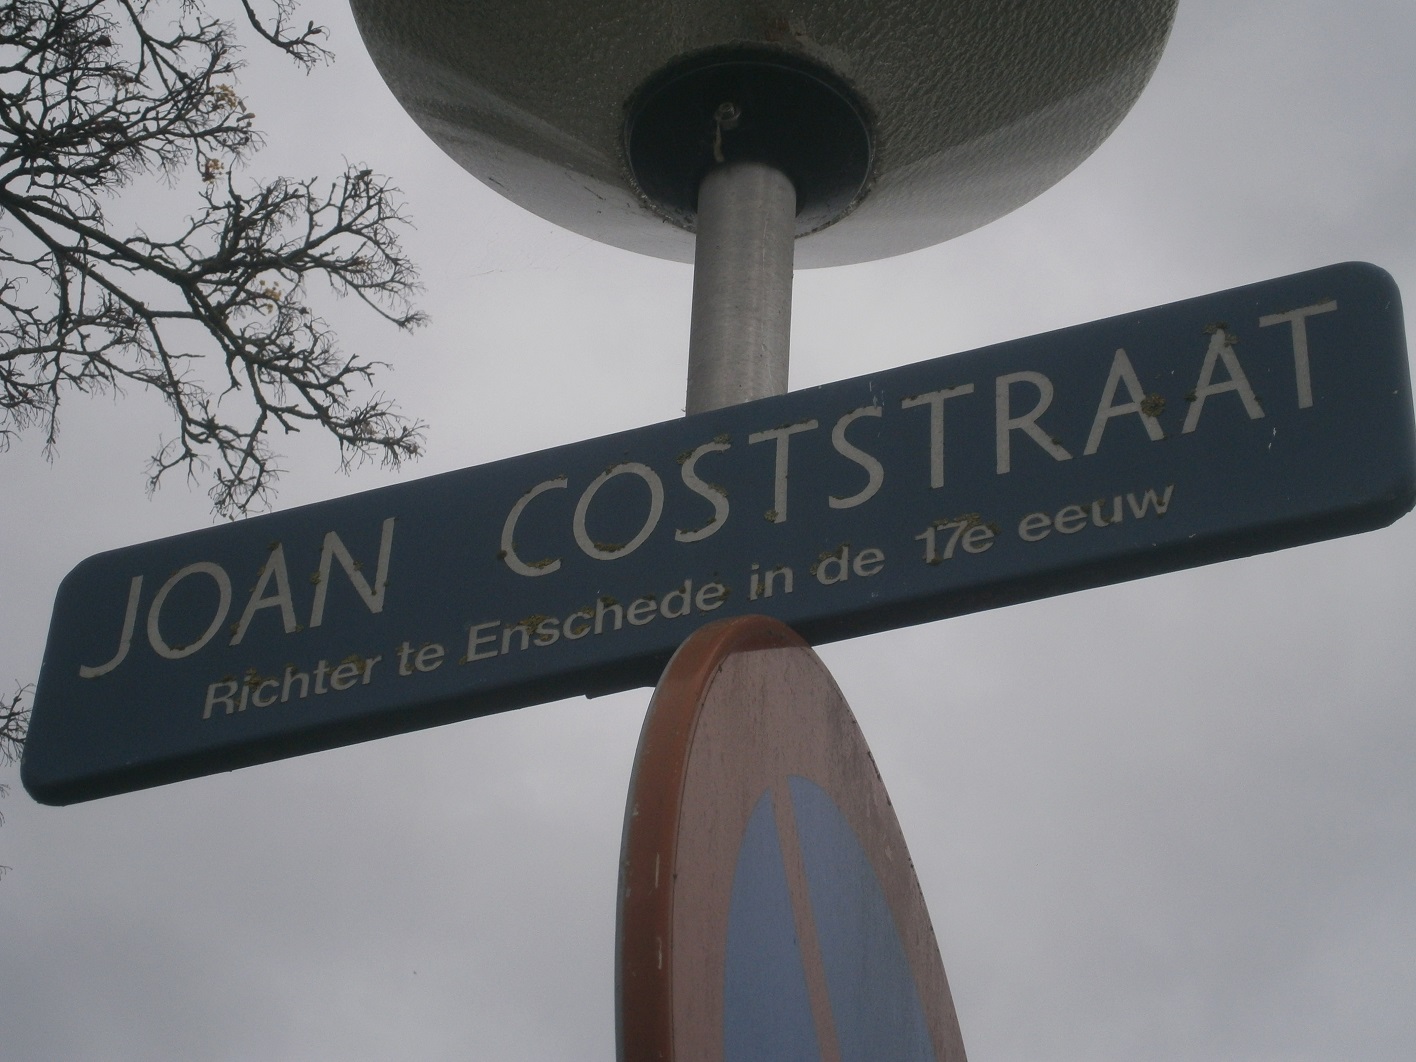 JOAN COSTSTRAAT
Richter te Enschede in de 17e eeuw